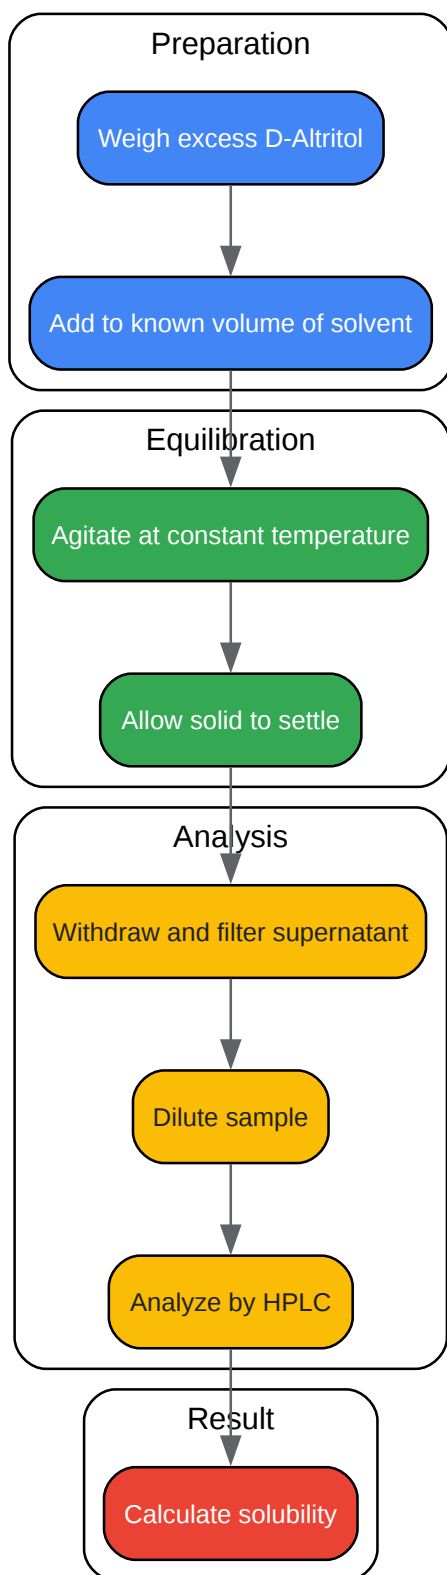 Preparation
Weigh excess D-Altritol
Add to known volume of solvent
Equilibration
Agitate at constant temperature
Allow solid to settle
Analysis
Withdraw and filter supernatant
Dilute sample
Analyze by HPLC
Result
Calculate solubility